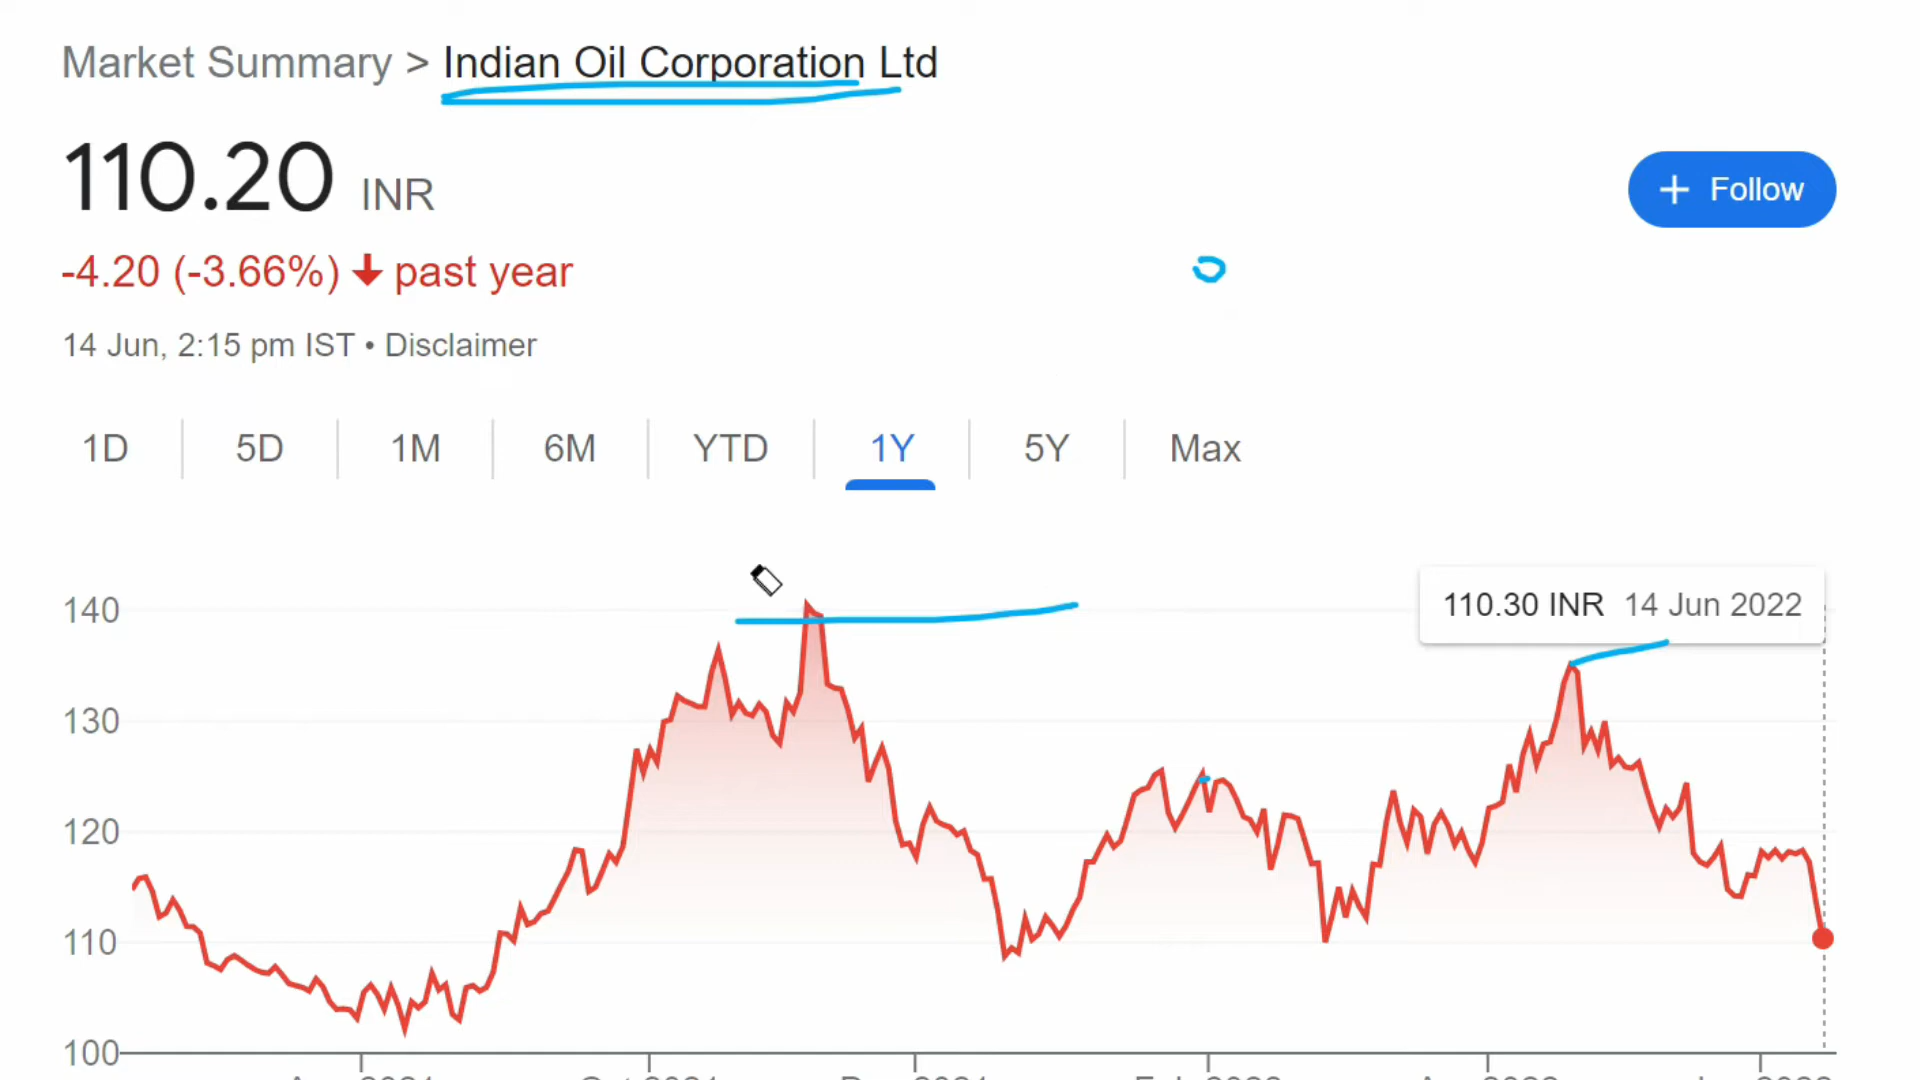 Market Summary > Indian Oil Corporation Ltd
110.20 INR
+ Follow
-4.20 (-3.66%) ↓ past year
14 Jun, 2:15 pm IST • Disclaimer
1D 5D 1M 6M YTD 1Y 5Y Max
110.30 INR 14 Jun 2022
140
130
120
110
100